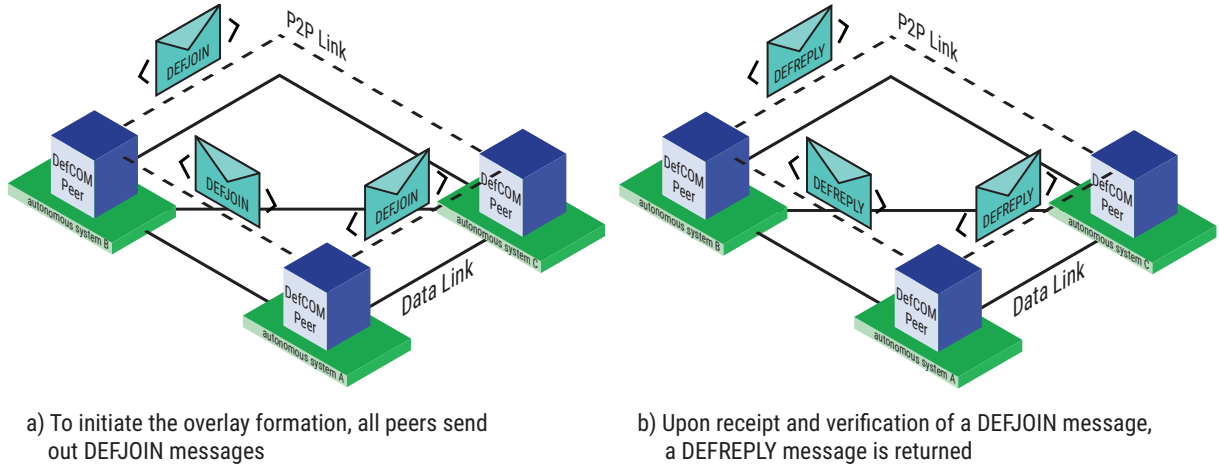 DEFJOIN
P2P Link
DefCOM
Peer
autonomous system B
DEFJOIN
DEFJOIN
DefCOM
Peer
autonomous system C
DefCOM
Peer
autonomous system A
Data Link
a) To initiate the overlay formation, all peers send
out DEFJOIN messages
DEFREPLY
P2P Link
DefCOM
Peer
autonomous system B
DEFREPLY
DEFREPLY
DefCOM
Peer
autonomous system C
DefCOM
Peer
autonomous system A
Data Link
b) Upon receipt and verification of a DEFJOIN message,
a DEFREPLY message is returned